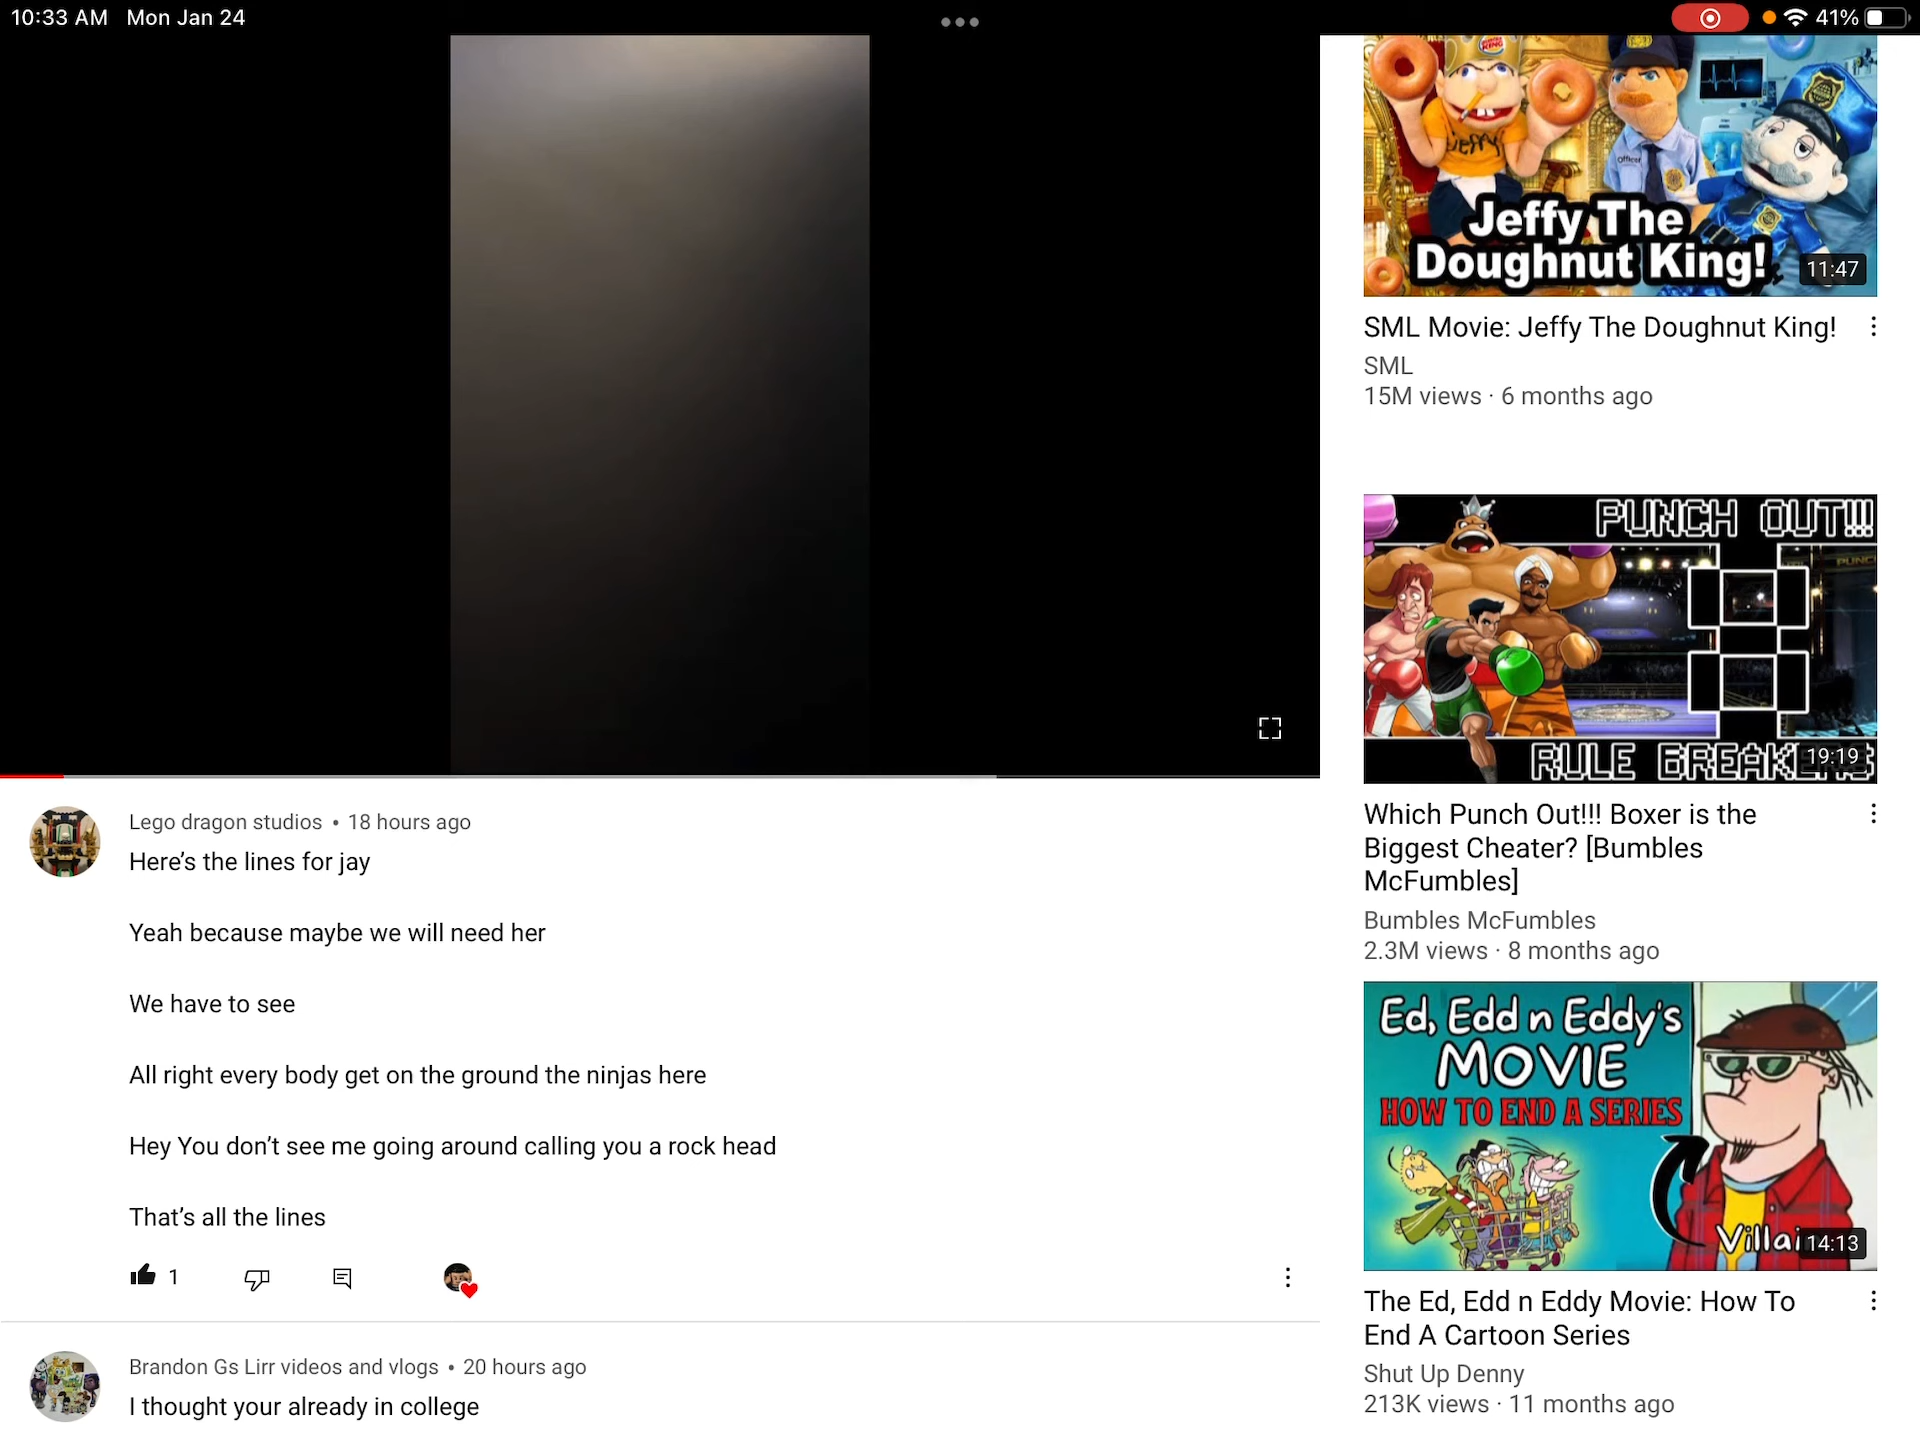 10:33 AM Mon Jan 24
41%
BURGER KING
Jeffy
Officer
Jeffy The
Doughnut King!
11:47
SML Movie: Jeffy The Doughnut King!
SML
15M views · 6 months ago
PUNCH OUT!!!
RULE BREAKERS
19:19
Which Punch Out!!! Boxer is the
Biggest Cheater? [Bumbles
McFumbles]
Bumbles McFumbles
2.3M views · 8 months ago
Ed, Edd n Eddy's
MOVIE
HOW TO END A SERIES
Villai
14:13
The Ed, Edd n Eddy Movie: How To
End A Cartoon Series
Shut Up Denny
213K views · 11 months ago
Lego dragon studios • 18 hours ago
Here’s the lines for jay
Yeah because maybe we will need her
We have to see
All right every body get on the ground the ninjas here
Hey You don’t see me going around calling you a rock head
That’s all the lines
1
Brandon Gs Lirr videos and vlogs • 20 hours ago
I thought your already in college